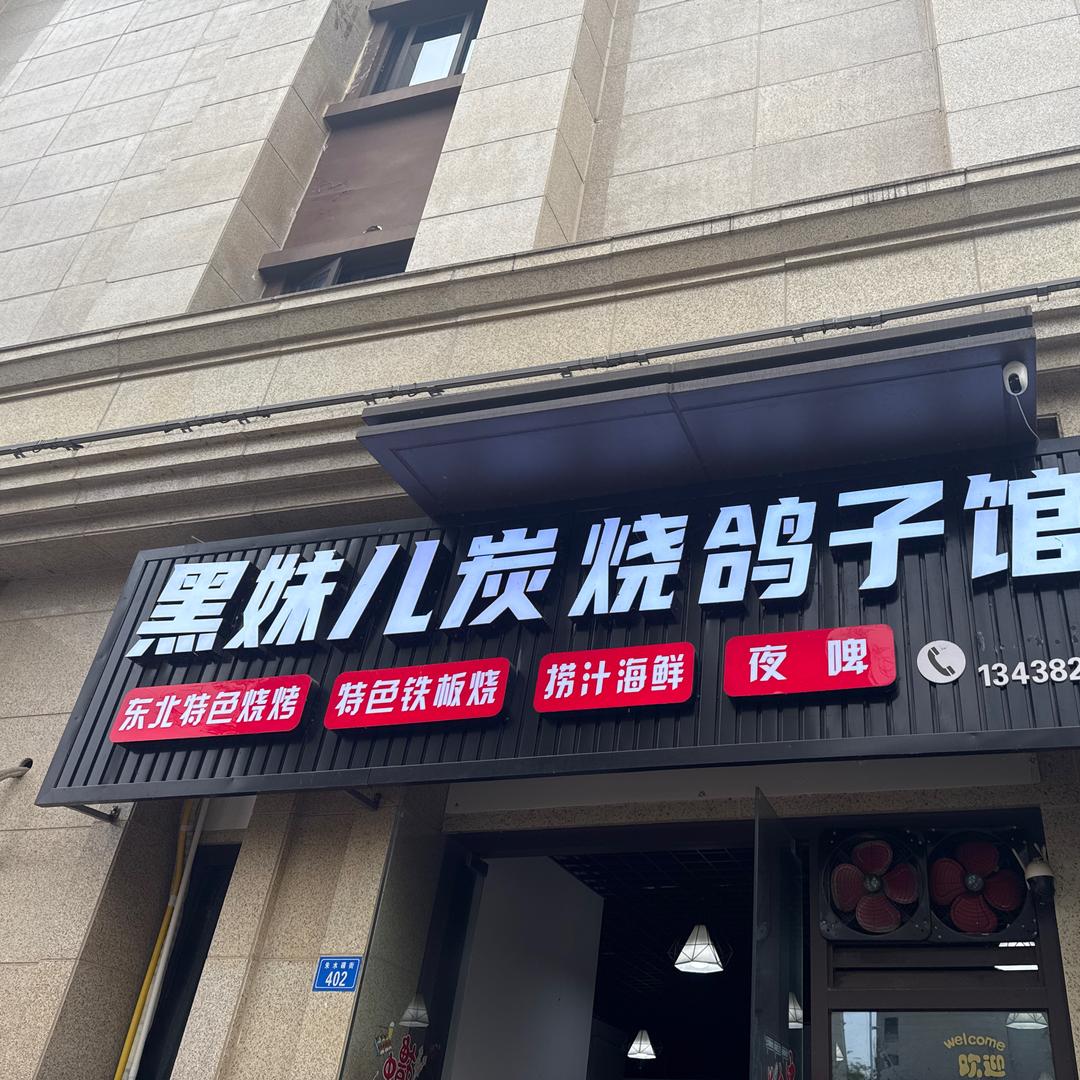 黑妹儿炭烧鸽子馆
东北特色烧烤
特色铁板烧
捞汁海鲜
夜啤
134382
402
welcome
欢迎